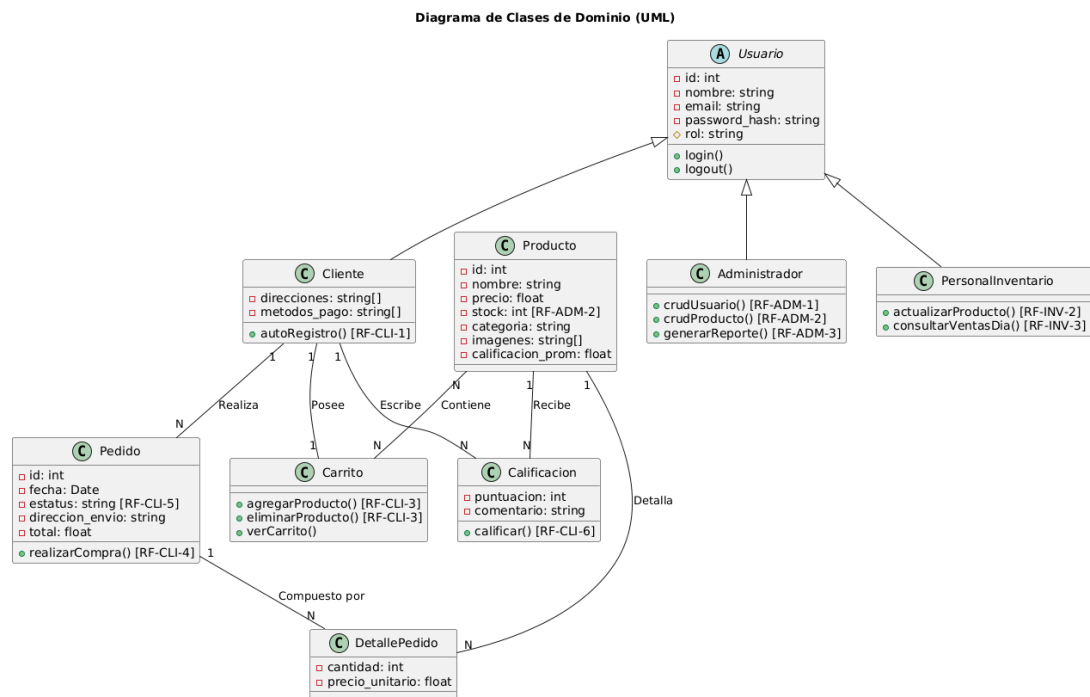 Diagrama de Clases de Dominio (UML)
A Usuario
id: int
nombre: string
email: string
password_hash: string
rol: string
login()
logout()
C Cliente
direcciones: string[]
metodos_pago: string[]
autoRegistro() [RF-CLI-1]
C Producto
id: int
nombre: string
precio: float
stock: int [RF-ADM-2]
categoria: string
imagenes: string[]
calificacion_prom: float
C Administrador
crudUsuario() [RF-ADM-1]
crudProducto() [RF-ADM-2]
generarReporte() [RF-ADM-3]
C PersonalInventario
actualizarProducto() [RF-INV-2]
consultarVentasDia() [RF-INV-3]
1 1 1 N 1 1
Realiza Posee Escribe Contiene Recibe
N 1 N N N
C Pedido
id: int
fecha: Date
estatus: string [RF-CLI-5]
direccion_envio: string
total: float
realizarCompra() [RF-CLI-4]
C Carrito
agregarProducto() [RF-CLI-3]
eliminarProducto() [RF-CLI-3]
verCarrito()
C Calificacion
puntuacion: int
comentario: string
calificar() [RF-CLI-6]
Detalla
1
Compuesto por
N N
C DetallePedido
cantidad: int
precio_unitario: float